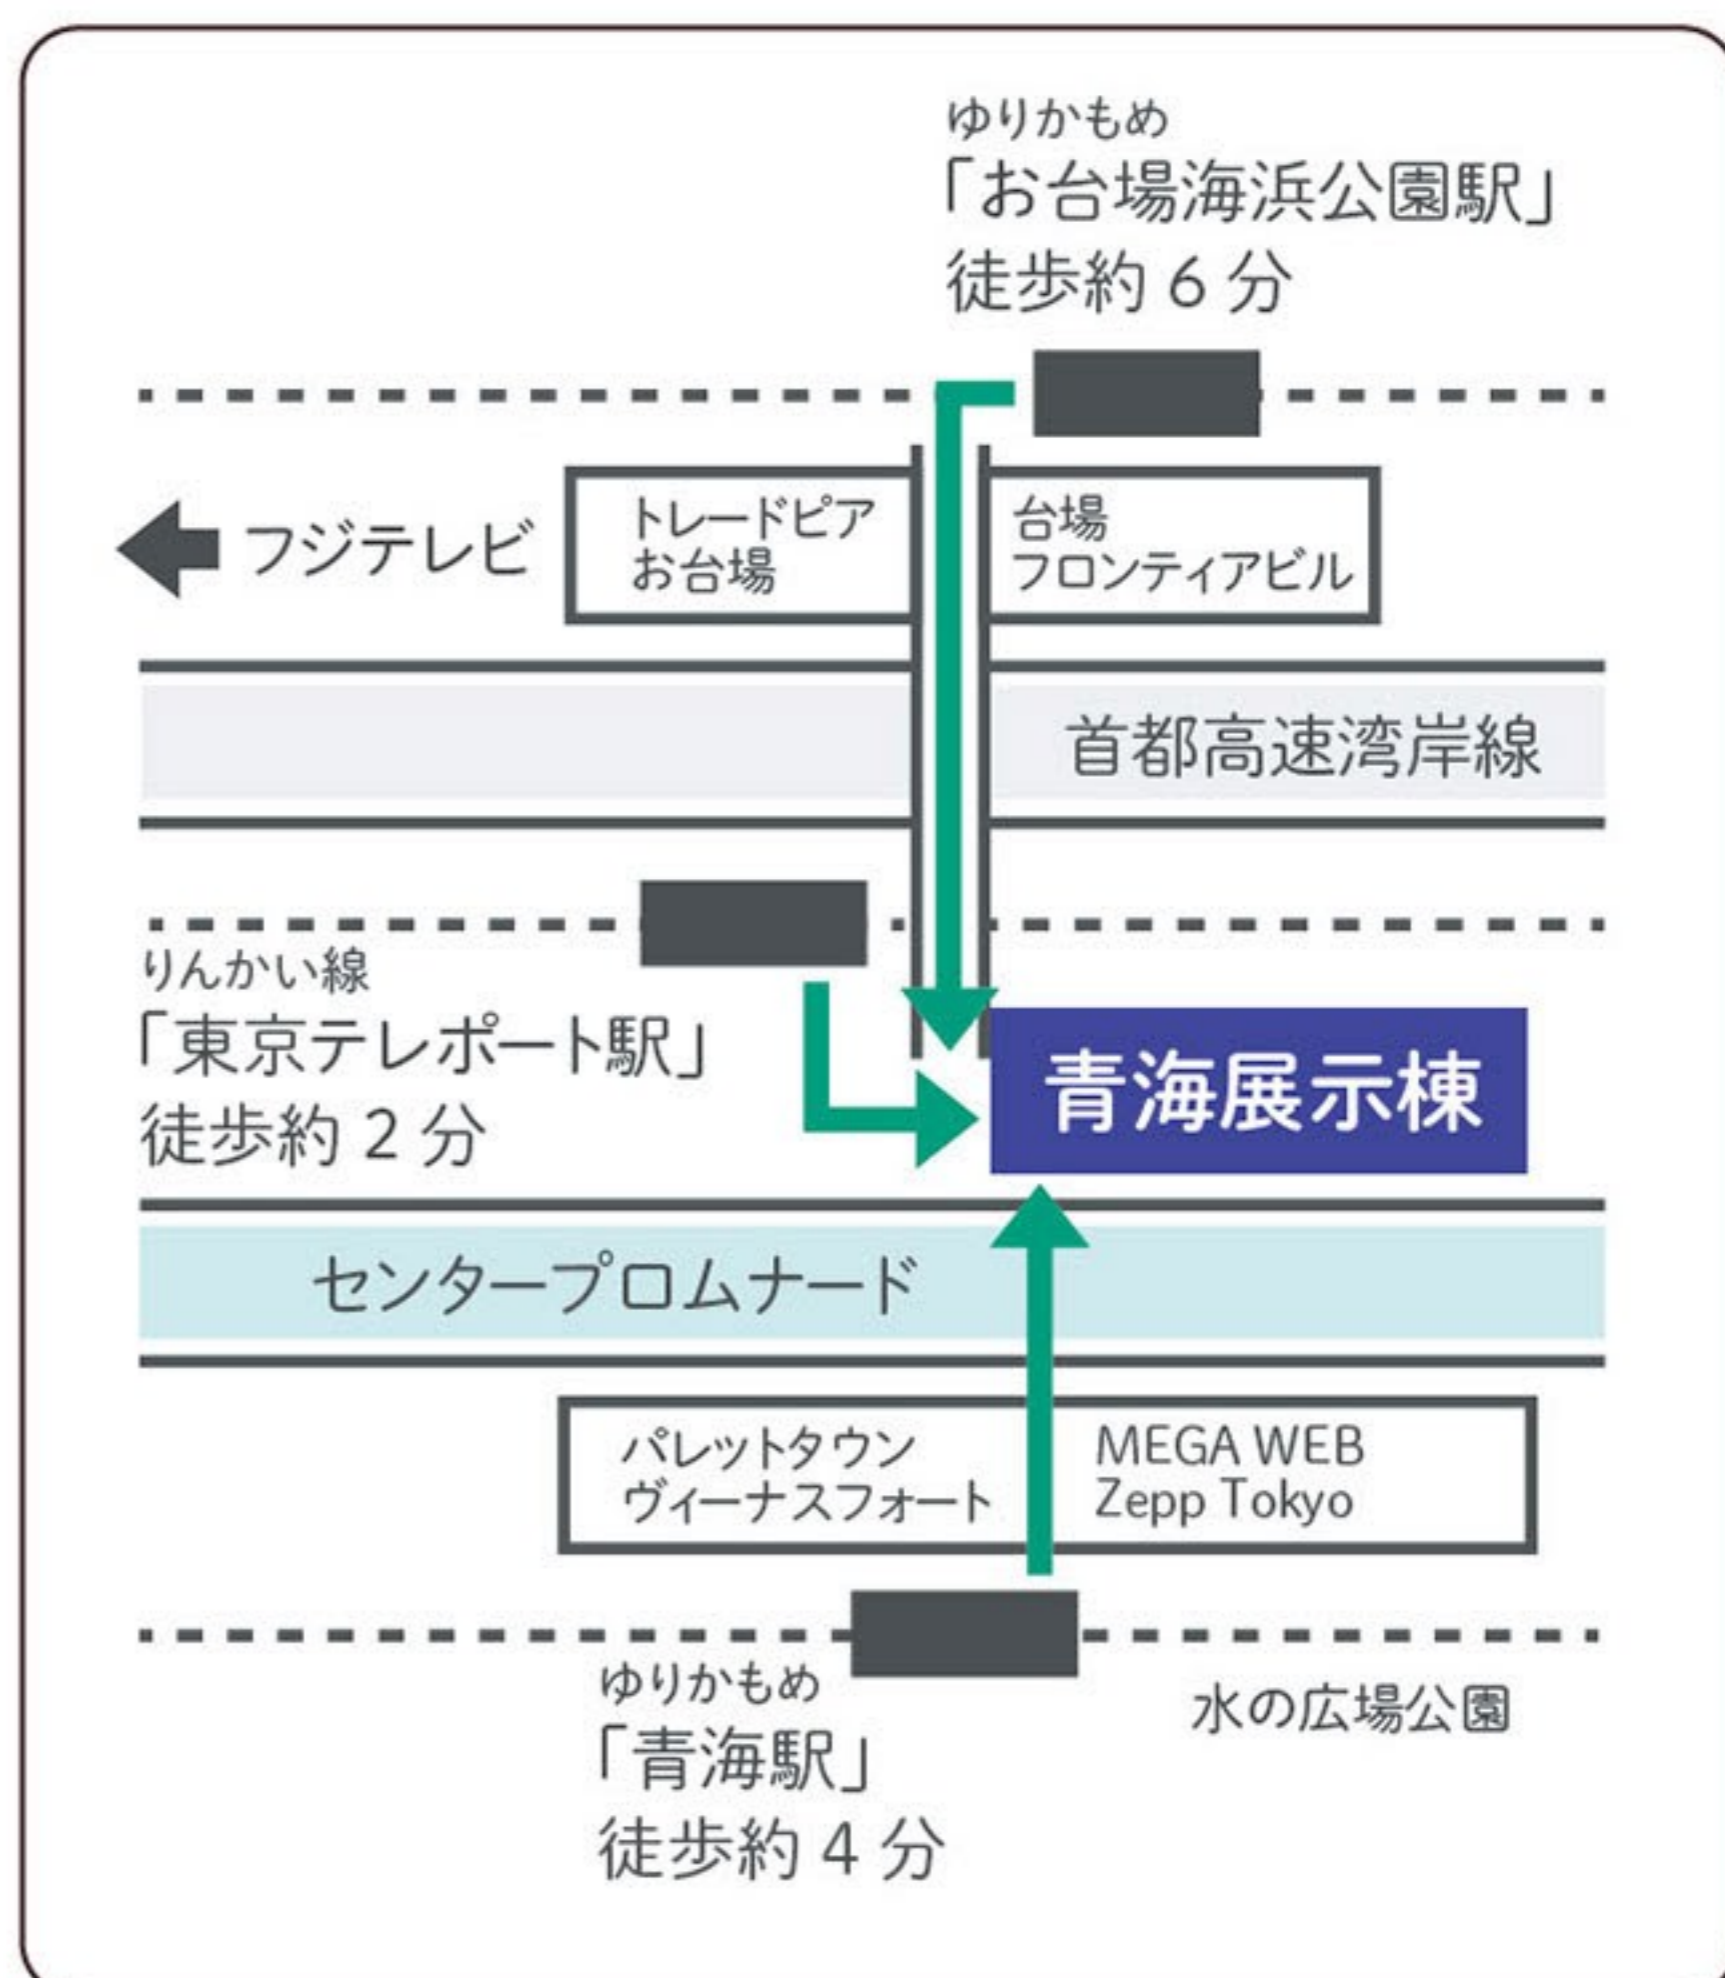 ゆりかもめ
「お台場海浜公園駅」
徒歩約 6 分
フジテレビ
トレードピア
お台場
台場
フロンティアビル
首都高速湾岸線
りんかい線
「東京テレポート駅」
徒歩約 2 分
青海展示棟
センタープロムナード
パレットタウン
ヴィーナスフォート
MEGA WEB
Zepp Tokyo
ゆりかもめ
「青海駅」
徒歩約 4 分
水の広場公園